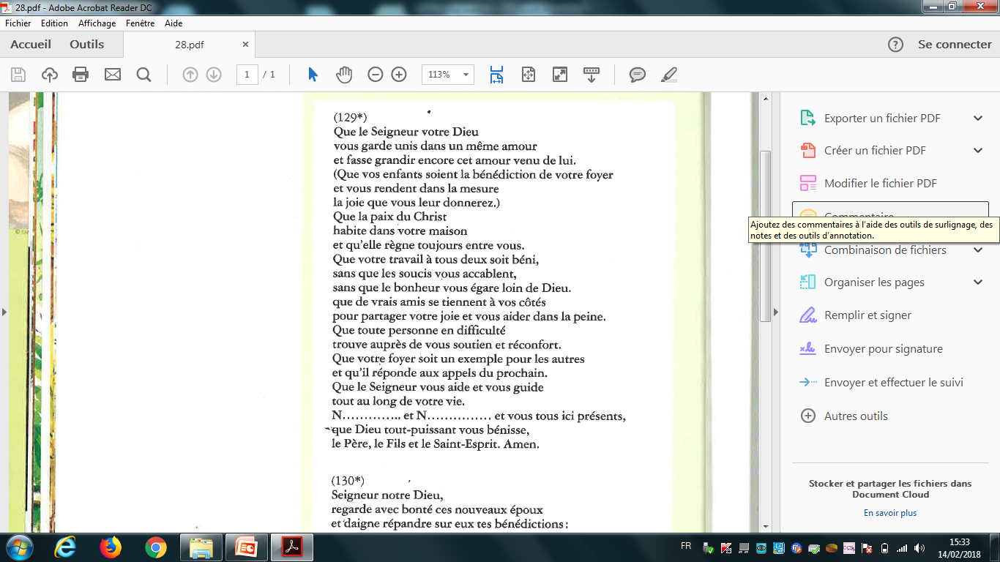 28.pdf - Adobe Acrobat Reader DC
Fichier Edition Affichage Fenêtre Aide
Accueil Outils 28.pdf × Se connecter
1 / 1 113%
(129*)
Que le Seigneur votre Dieu
vous garde unis dans un même amour
et fasse grandir encore cet amour venu de lui.
(Que vos enfants soient la bénédiction de votre foyer
et vous rendent dans la mesure
la joie que vous leur donnerez.)
Que la paix du Christ
habite dans votre maison
et qu'elle règne toujours entre vous.
Que votre travail à tous deux soit béni,
sans que les soucis vous accablent,
sans que le bonheur vous égare loin de Dieu.
que de vrais amis se tiennent à vos côtés
pour partager votre joie et vous aider dans la peine.
Que toute personne en difficulté
trouve auprès de vous soutien et réconfort.
Que votre foyer soit un exemple pour les autres
et qu'il réponde aux appels du prochain.
Que le Seigneur vous aide et vous guide
tout au long de votre vie.
N………….. et N…………… et vous tous ici présents,
que Dieu tout-puissant vous bénisse,
le Père, le Fils et le Saint-Esprit. Amen.
(130*)
Seigneur notre Dieu,
regarde avec bonté ces nouveaux époux
et daigne répandre sur eux tes bénédictions :
Exporter un fichier PDF
Créer un fichier PDF
Modifier le fichier PDF
Commentaire
Ajoutez des commentaires à l'aide des outils de surlignage, des
notes et des outils d'annotation.
Combinaison de fichiers
Organiser les pages
Remplir et signer
Envoyer pour signature
Envoyer et effectuer le suivi
Autres outils
Stocker et partager les fichiers dans
Document Cloud
En savoir plus
FR 15:33
14/02/2018